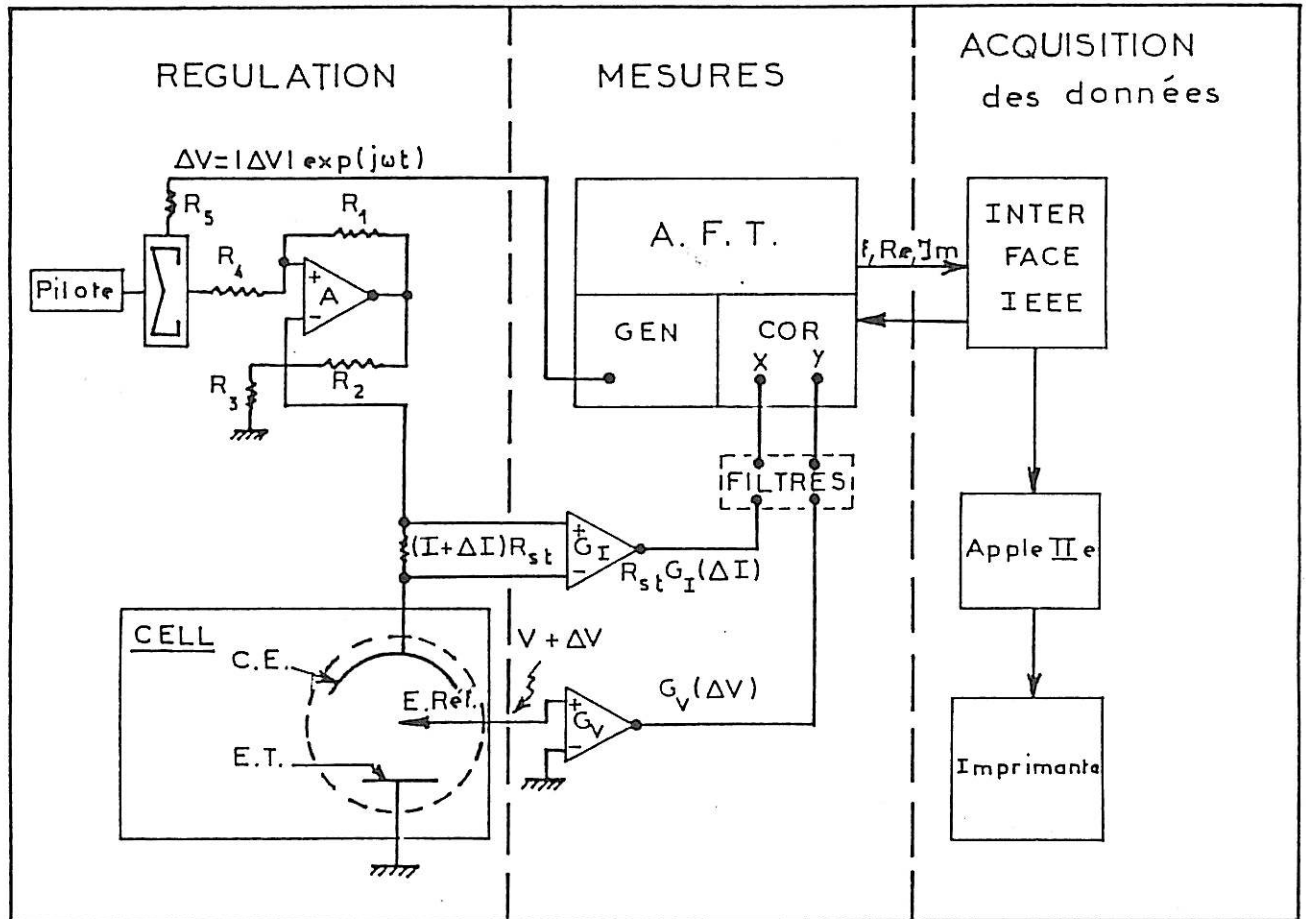 REGULATION
MESURES
ACQUISITION
des données
ΔV=|ΔV| exp(jωt)
R5
R1
R4
Pilote
Σ
+
A
-
R2
R3
A. F. T.
GEN
COR
X
Y
f,Re,Im
INTER
FACE
IEEE
FILTRES
(I+ΔI)Rst
+
GI
-
RstGI(ΔI)
Apple IIe
CELL
C.E.
V + ΔV
E.Réf.
+
GV
-
GV(ΔV)
E.T.
Imprimante